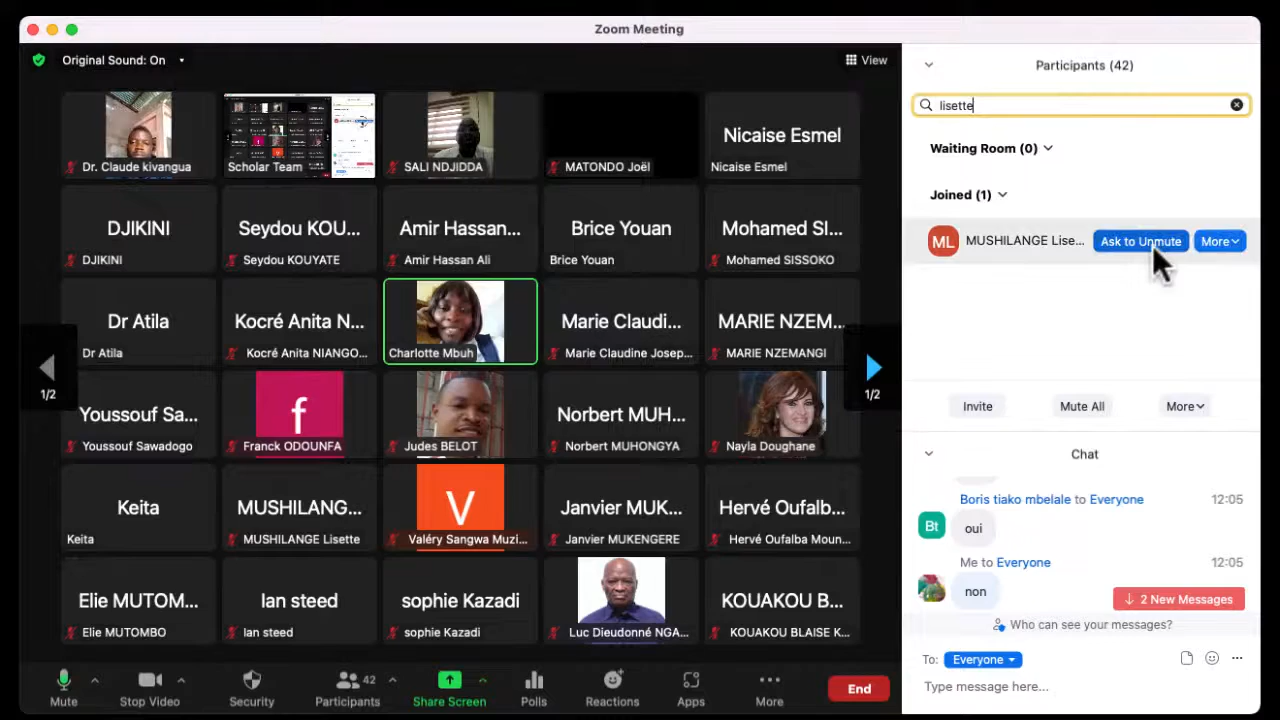 Zoom Meeting
Original Sound: On
View
Dr. Claude kivangua
Scholar Team
SALI NDJIDDA
MATONDO Joël
Nicaise Esmel
Nicaise Esmel
DJIKINI
DJIKINI
Seydou KOU...
Seydou KOUYATE
Amir Hassan...
Amir Hassan Ali
Brice Youan
Brice Youan
Mohamed SI...
Mohamed SISSOKO
Dr Atila
Dr Atila
Kocré Anita N...
Kocré Anita NIANGO...
Charlotte Mbuh
Marie Claudi...
Marie Claudine Josep...
MARIE NZEM...
MARIE NZEMANGI
1/2
1/2
Youssouf Sa...
Youssouf Sawadogo
f
Franck ODOUNFA
Judes BELOT
Norbert MUH...
Norbert MUHONGYA
Nayla Doughane
Keita
Keita
MUSHILANG...
MUSHILANGE Lisette
V
Valéry Sangwa Muzi...
Janvier MUK...
Janvier MUKENGERE
Hervé Oufalb...
Hervé Oufalba Moun...
Elie MUTOM...
Elie MUTOMBO
Ian steed
Ian steed
sophie Kazadi
sophie Kazadi
Luc Dieudonné NGA...
KOUAKOU B...
KOUAKOU BLAISE K...
Mute
Stop Video
Security
42
Participants
Share Screen
Polls
Reactions
Apps
More
End
Participants (42)
lisette
Waiting Room (0)
Joined (1)
ML
MUSHILANGE Lise...
Ask to Unmute
More
Invite
Mute All
More
Chat
Boris tiako mbelale to Everyone
12:05
Bt
oui
Me to Everyone
12:05
non
2 New Messages
Who can see your messages?
To: Everyone
Type message here...